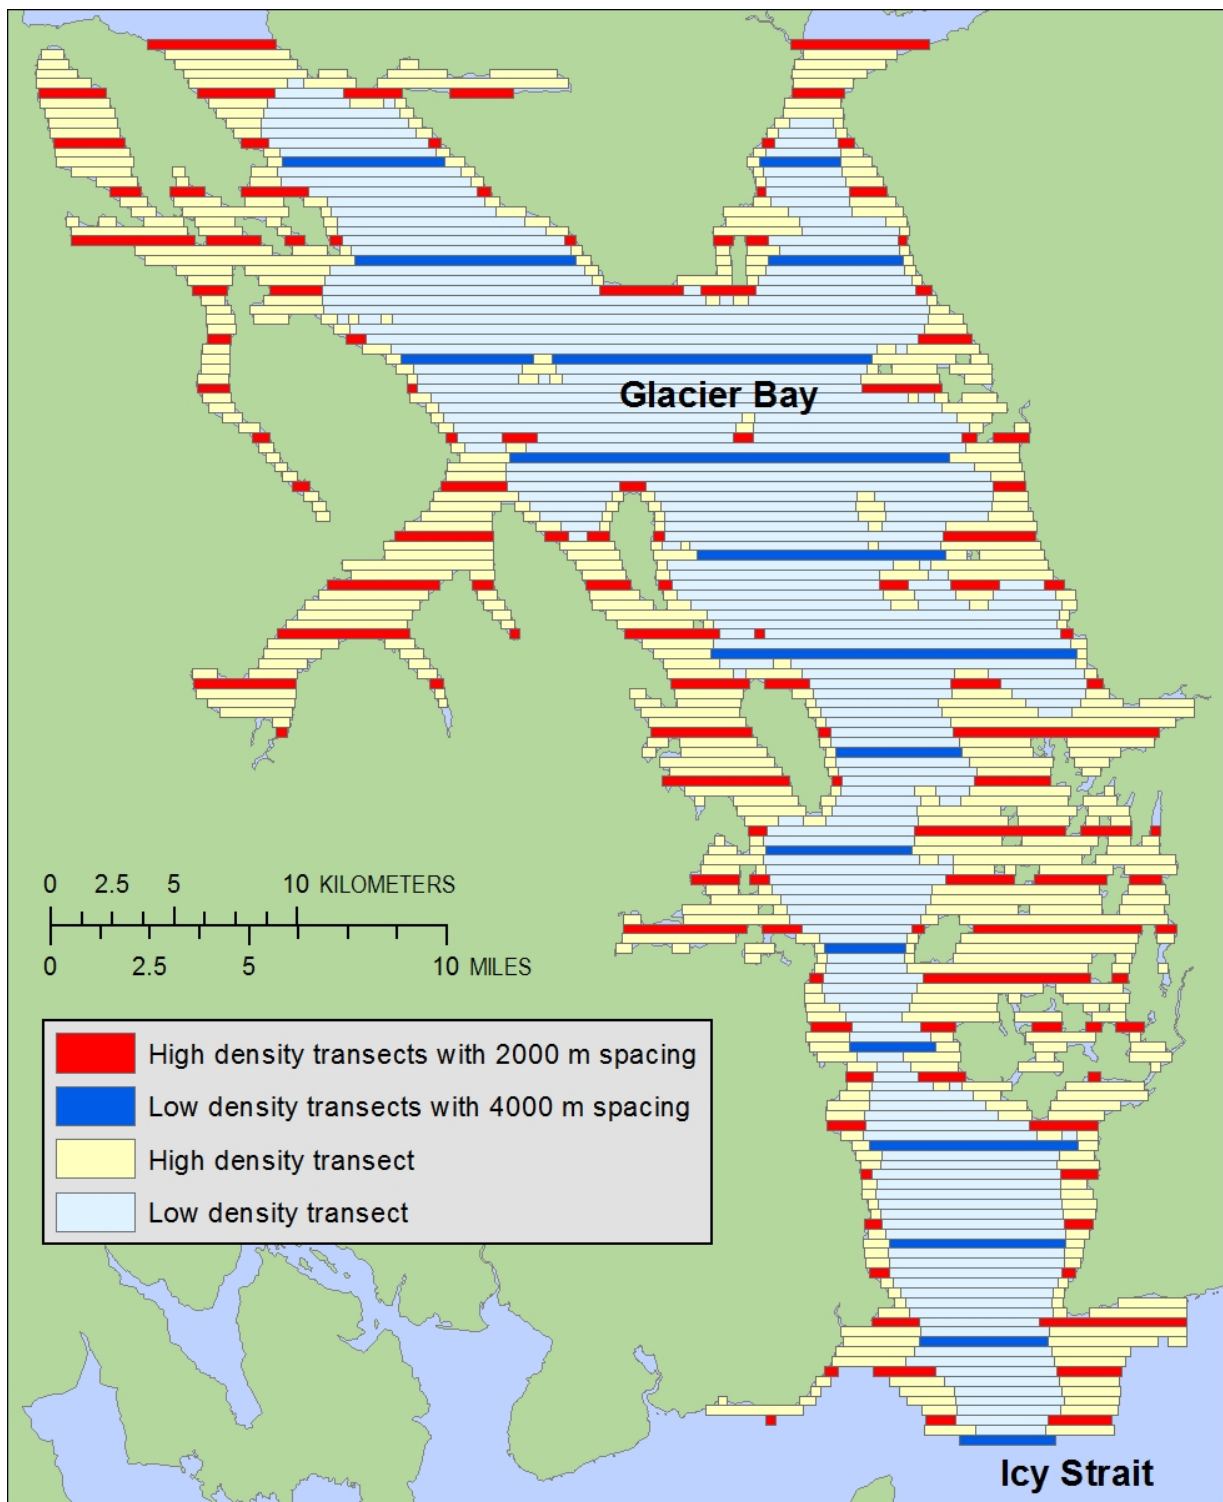 Glacier Bay
0 2.5 5 10 KILOMETERS
0 2.5 5 10 MILES
High density transects with 2000 m spacing
Low density transects with 4000 m spacing
High density transect
Low density transect
Icy Strait